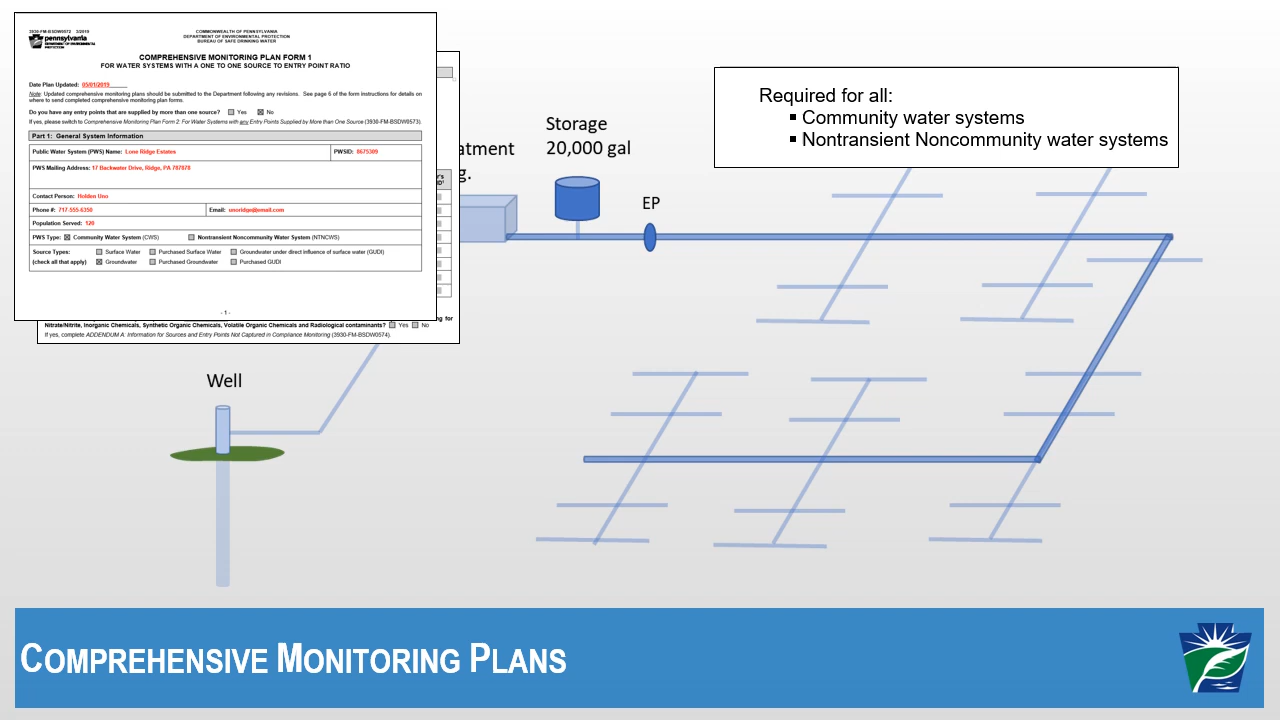 3930-FM-BSDW0572 3/2019
pennsylvania
DEPARTMENT OF ENVIRONMENTAL
PROTECTION
COMMONWEALTH OF PENNSYLVANIA
DEPARTMENT OF ENVIRONMENTAL PROTECTION
BUREAU OF SAFE DRINKING WATER
COMPREHENSIVE MONITORING PLAN FORM 1
FOR WATER SYSTEMS WITH A ONE TO ONE SOURCE TO ENTRY POINT RATIO
Date Plan Updated: 05/01/2019
Note: Updated comprehensive monitoring plans should be submitted to the Department following any revisions. See page 6 of the form instructions for details on
where to send completed comprehensive monitoring plan forms.
Do you have any entry points that are supplied by more than one source? Yes No
If yes, please switch to Comprehensive Monitoring Plan Form 2: For Water Systems with any Entry Points Supplied by More than One Source (3930-FM-BSDW0573).
Part 1: General System Information
Public Water System (PWS) Name: Lone Ridge Estates PWSID: 8675309
PWS Mailing Address: 17 Backwater Drive, Ridge, PA 787878
Contact Person: Holden Uno
Phone #: 717-555-6350 Email: unoridge@email.com
Population Served: 120
PWS Type: Community Water System (CWS) Nontransient Noncommunity Water System (NTNCWS)
Source Types: Surface Water Purchased Surface Water Groundwater under direct influence of surface water (GUDI)
(check all that apply) Groundwater Purchased Groundwater Purchased GUDI
- 1 -
ng for
Nitrate/Nitrite, Inorganic Chemicals, Synthetic Organic Chemicals, Volatile Organic Chemicals and Radiological contaminants? Yes No
If yes, complete ADDENDUM A: Information for Sources and Entry Points Not Captured in Compliance Monitoring (3930-FM-BSDW0574).
atment
g.
Storage
20,000 gal
EP
Required for all:
▪ Community water systems
▪ Nontransient Noncommunity water systems
Well
COMPREHENSIVE MONITORING PLANS